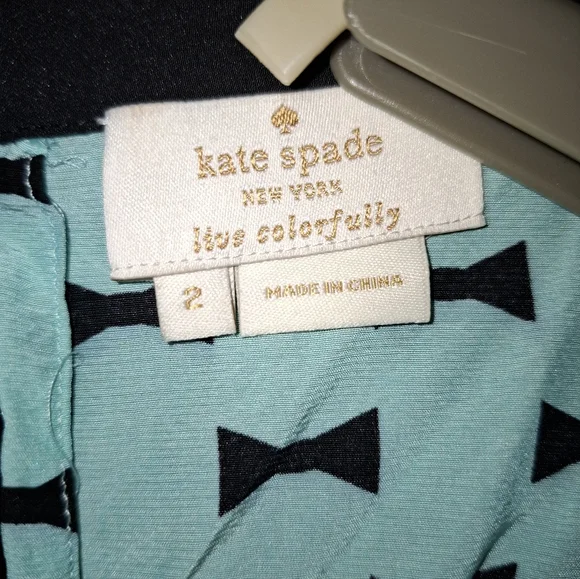 kate spade
NEW YORK
live colorfully
2
MADE IN CHINA